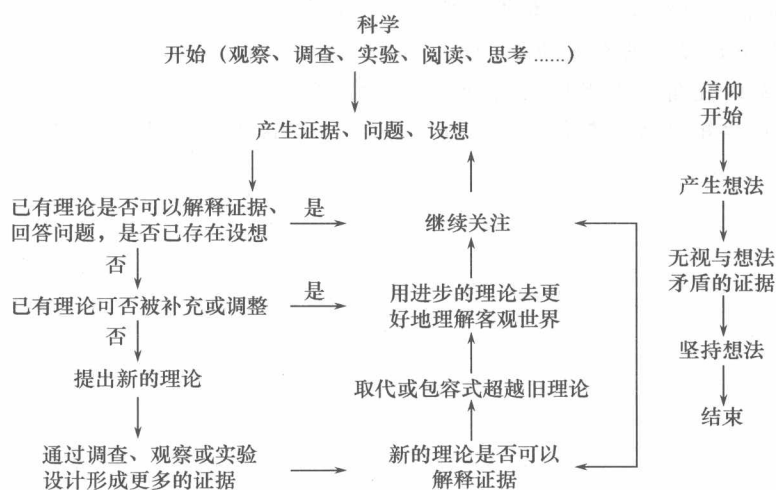 科学
开始（观察、调查、实验、阅读、思考......）
产生证据、问题、设想
已有理论是否可以解释证据、
回答问题，是否已存在设想
是
继续关注
否
已有理论可否被补充或调整
是
用进步的理论去更
好地理解客观世界
否
提出新的理论
取代或包容式超越旧理论
通过调查、观察或实验
设计形成更多的证据
新的理论是否可以
解释证据
信仰
开始
产生想法
无视与想法
矛盾的证据
坚持想法
结束